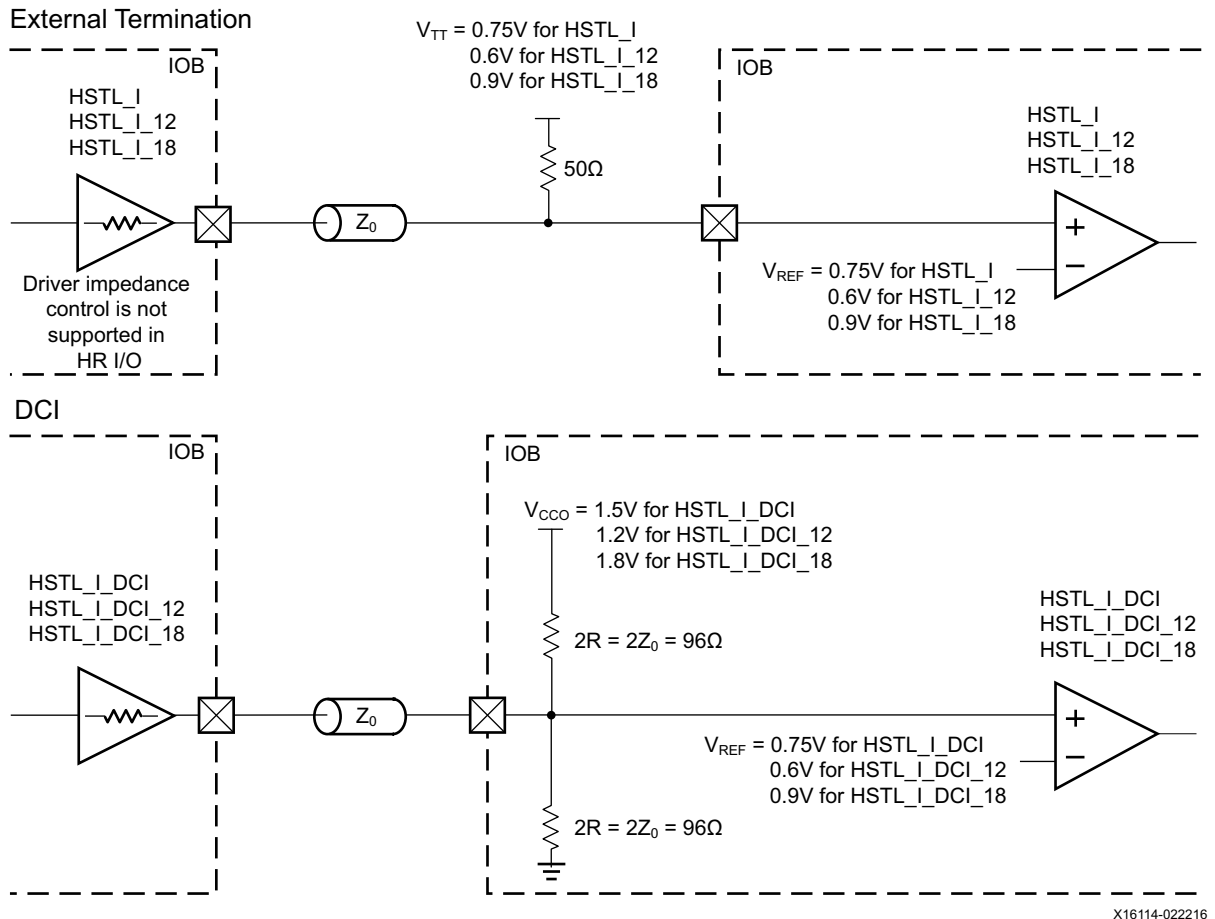 External Termination
V_TT = 0.75V for HSTL_I
0.6V for HSTL_I_12
0.9V for HSTL_I_18
IOB
IOB
HSTL_I
HSTL_I_12
HSTL_I_18
HSTL_I
HSTL_I_12
HSTL_I_18
50Ω
Z₀
+
−
V_REF = 0.75V for HSTL_I
0.6V for HSTL_I_12
0.9V for HSTL_I_18
Driver impedance
control is not
supported in
HR I/O
DCI
IOB
IOB
V_CCO = 1.5V for HSTL_I_DCI
1.2V for HSTL_I_DCI_12
1.8V for HSTL_I_DCI_18
HSTL_I_DCI
HSTL_I_DCI_12
HSTL_I_DCI_18
HSTL_I_DCI
HSTL_I_DCI_12
HSTL_I_DCI_18
2R = 2Z₀ = 96Ω
Z₀
+
−
V_REF = 0.75V for HSTL_I_DCI
0.6V for HSTL_I_DCI_12
0.9V for HSTL_I_DCI_18
2R = 2Z₀ = 96Ω
X16114-022216